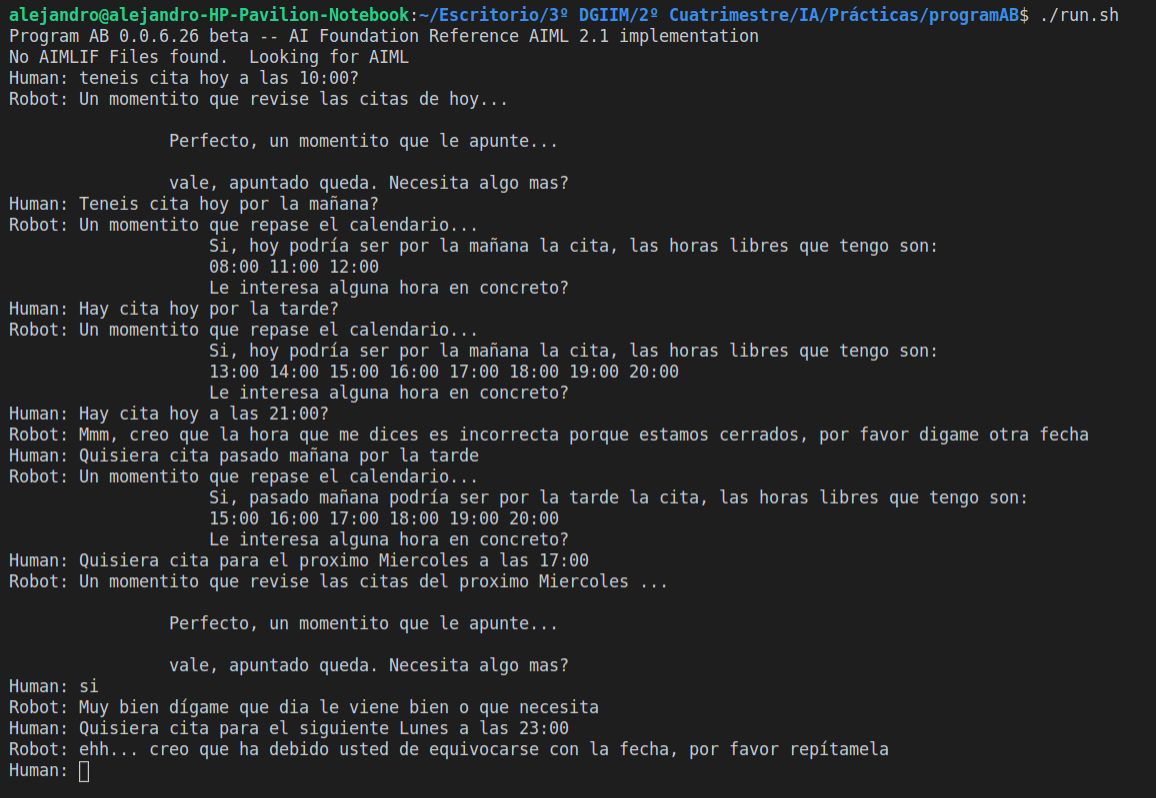 alejandro@alejandro-HP-Pavilion-Notebook:~/Escritorio/3º DGIIM/2º Cuatrimestre/IA/Prácticas/programAB$ ./run.sh
Program AB 0.0.6.26 beta -- AI Foundation Reference AIML 2.1 implementation
No AIMLIF Files found.  Looking for AIML
Human: teneis cita hoy a las 10:00?
Robot: Un momentito que revise las citas de hoy...
Perfecto, un momentito que le apunte...
vale, apuntado queda. Necesita algo mas?
Human: Teneis cita hoy por la mañana?
Robot: Un momentito que repase el calendario...
Si, hoy podría ser por la mañana la cita, las horas libres que tengo son:
08:00 11:00 12:00
Le interesa alguna hora en concreto?
Human: Hay cita hoy por la tarde?
Robot: Un momentito que repase el calendario...
Si, hoy podría ser por la mañana la cita, las horas libres que tengo son:
13:00 14:00 15:00 16:00 17:00 18:00 19:00 20:00
Le interesa alguna hora en concreto?
Human: Hay cita hoy a las 21:00?
Robot: Mmm, creo que la hora que me dices es incorrecta porque estamos cerrados, por favor digame otra fecha
Human: Quisiera cita pasado mañana por la tarde
Robot: Un momentito que repase el calendario...
Si, pasado mañana podría ser por la tarde la cita, las horas libres que tengo son:
15:00 16:00 17:00 18:00 19:00 20:00
Le interesa alguna hora en concreto?
Human: Quisiera cita para el proximo Miercoles a las 17:00
Robot: Un momentito que revise las citas del proximo Miercoles ...
Perfecto, un momentito que le apunte...
vale, apuntado queda. Necesita algo mas?
Human: si
Robot: Muy bien dígame que dia le viene bien o que necesita
Human: Quisiera cita para el siguiente Lunes a las 23:00
Robot: ehh... creo que ha debido usted de equivocarse con la fecha, por favor repítamela
Human: